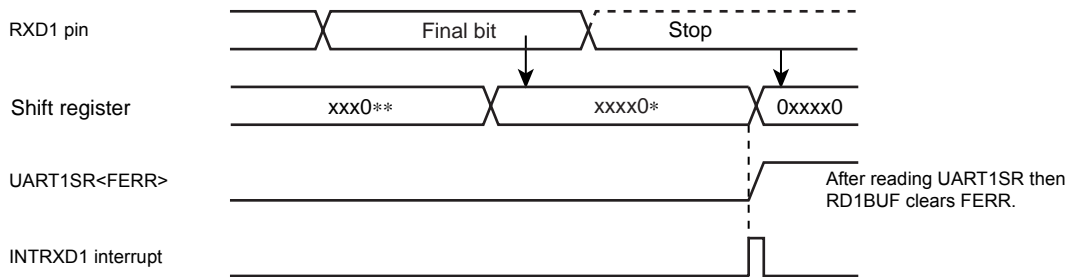 RXD1 pin
Final bit
Stop
Shift register
xxx0**
xxxx0*
0xxxx0
UART1SR<FERR>
After reading UART1SR then
RD1BUF clears FERR.
INTRXD1 interrupt